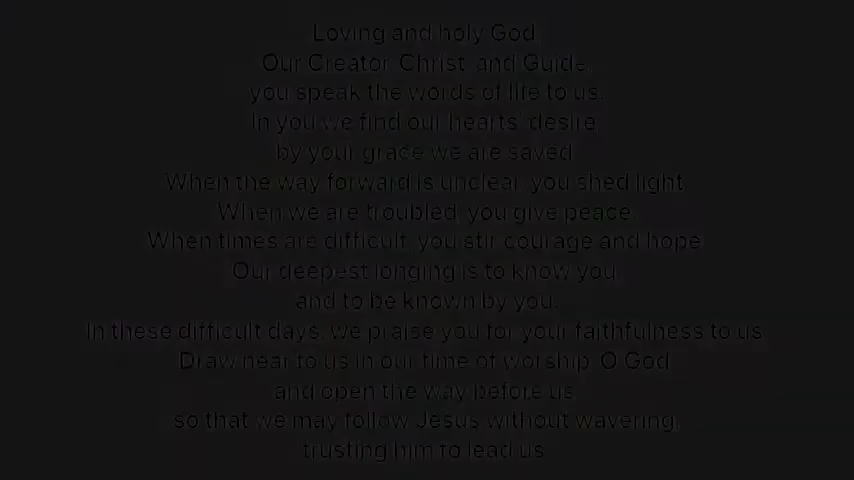 Loving and holy God
Our Creator, Christ, and Guide,
you speak the words of life to us.
In you we find our hearts' desire
by your grace we are saved
When the way forward is unclear, you shed light
When we are troubled, you give peace
When times are difficult, you stir courage and hope
Our deepest longing is to know you
and to be known by you.
In these difficult days, we praise you for your faithfulness to us
Draw near to us in our time of worship, O God
and open the way before us
so that we may follow Jesus without wavering,
trusting him to lead us